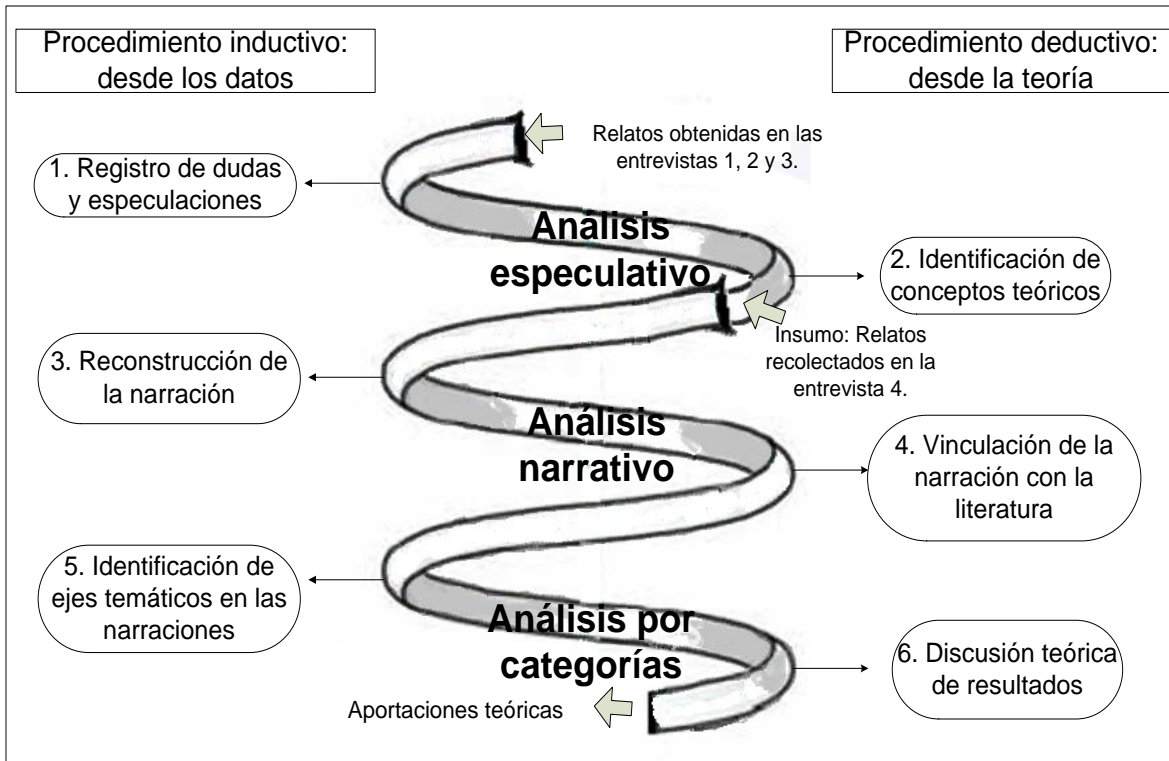 Procedimiento inductivo:
desde los datos
Procedimiento deductivo:
desde la teoría
Relatos obtenidas en las
entrevistas 1, 2 y 3.
1. Registro de dudas
y especulaciones
Análisis
especulativo
2. Identificación de
conceptos teóricos
Insumo: Relatos
recolectados en la
entrevista 4.
3. Reconstrucción de
la narración
Análisis
narrativo
4. Vinculación de la
narración con la
literatura
5. Identificación de
ejes temáticos en las
narraciones
Análisis por
categorías
6. Discusión teórica
de resultados
Aportaciones teóricas